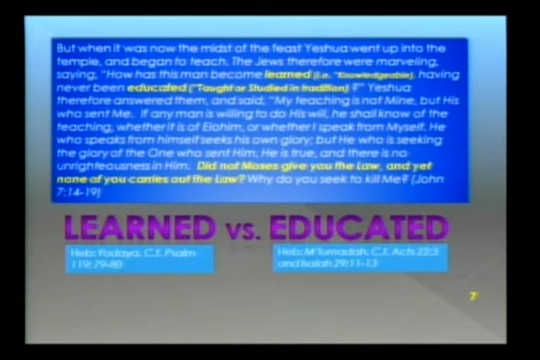 But when it was now the midst of the feast Yeshua went up into the
temple, and began to teach. The Jews therefore were marveling,
saying, "How has this man become learned (i.e. "Knowledgeable), having
never been educated ("Taught or Studied in tradition) ?" Yeshua
therefore answered them, and said, "My teaching is not Mine, but His
who sent Me. If any man is willing to do His will, he shall know of the
teaching, whether it is of Elohim, or whether I speak from Myself. He
who speaks from himself seeks his own glory; but He who is seeking
the glory of the One who sent Him, He is true, and there is no
unrighteousness in Him. Did not Moses give you the Law, and yet
none of you carries out the Law? Why do you seek to kill Me? (John
7:14-19)
LEARNED vs. EDUCATED
Heb: Yodaya. C.f. Psalm
119:79-80
Heb: M'lumadah. C.f. Acts 22:3
and Isaiah 29:11-13
7